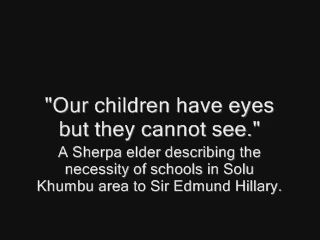 "Our children have eyes
but they cannot see."
A Sherpa elder describing the
necessity of schools in Solu
Khumbu area to Sir Edmund Hillary.